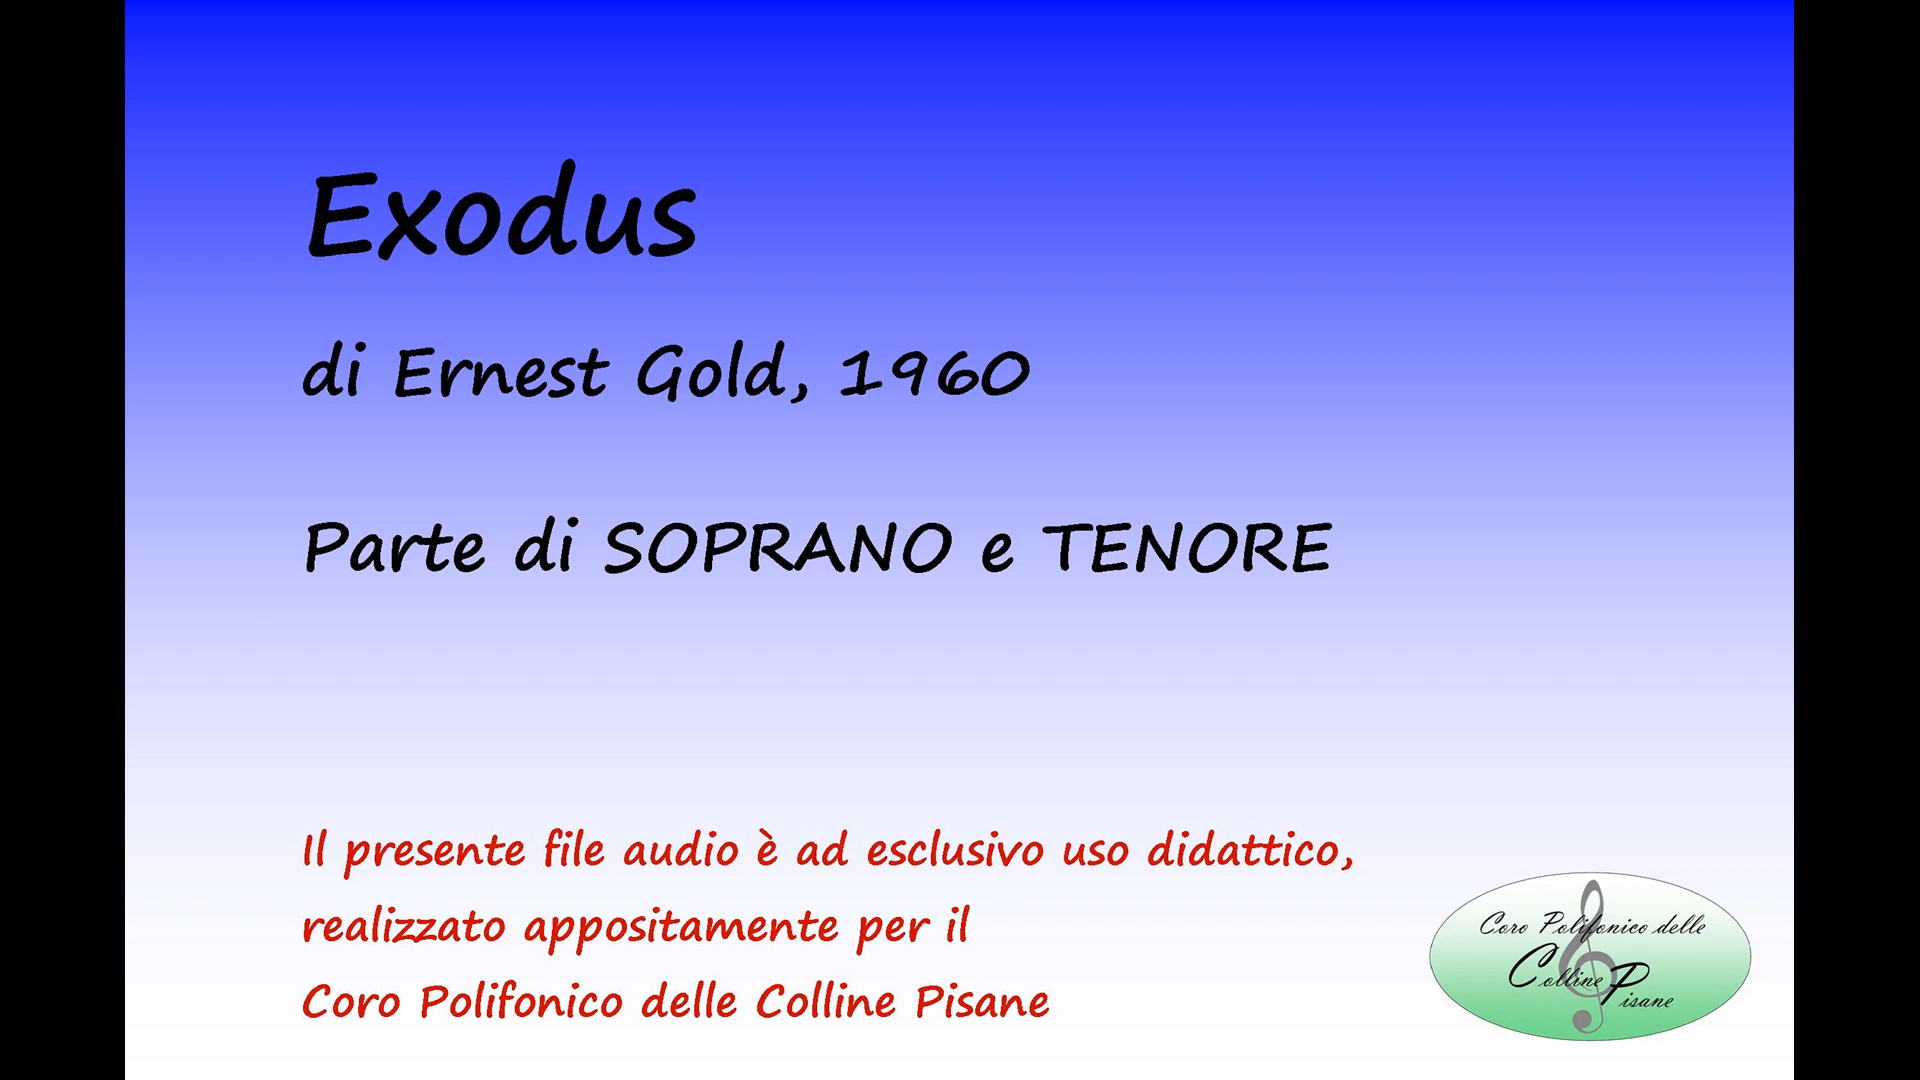 Exodus
di Ernest Gold, 1960
Parte di SOPRANO e TENORE
Il presente file audio è ad esclusivo uso didattico,
realizzato appositamente per il
Coro Polifonico delle Colline Pisane
Coro Polifonico delle
Colline Pisane